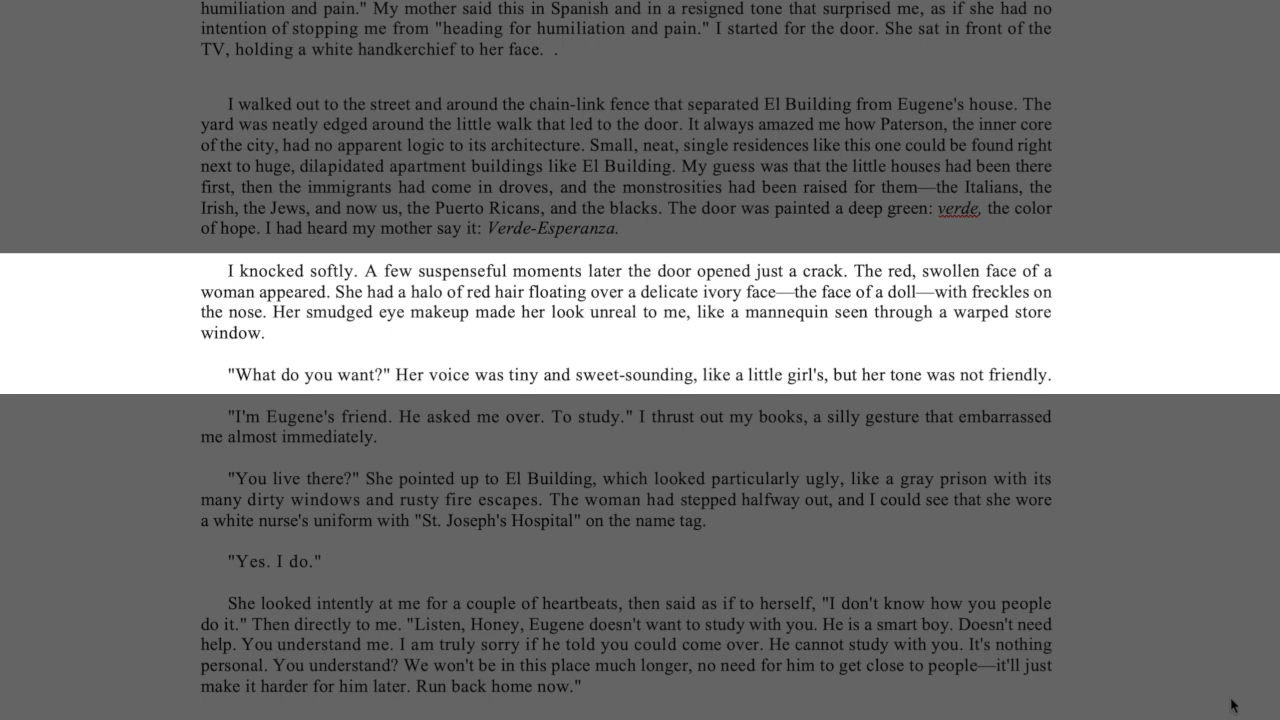 humiliation and pain." My mother said this in Spanish and in a resigned tone that surprised me, as if she had no
intention of stopping me from "heading for humiliation and pain." I started for the door. She sat in front of the
TV, holding a white handkerchief to her face.  .
I walked out to the street and around the chain-link fence that separated El Building from Eugene's house. The
yard was neatly edged around the little walk that led to the door. It always amazed me how Paterson, the inner core
of the city, had no apparent logic to its architecture. Small, neat, single residences like this one could be found right
next to huge, dilapidated apartment buildings like El Building. My guess was that the little houses had been there
first, then the immigrants had come in droves, and the monstrosities had been raised for them—the Italians, the
Irish, the Jews, and now us, the Puerto Ricans, and the blacks. The door was painted a deep green: verde, the color
of hope. I had heard my mother say it: Verde-Esperanza.
I knocked softly. A few suspenseful moments later the door opened just a crack. The red, swollen face of a
woman appeared. She had a halo of red hair floating over a delicate ivory face—the face of a doll—with freckles on
the nose. Her smudged eye makeup made her look unreal to me, like a mannequin seen through a warped store
window.
"What do you want?" Her voice was tiny and sweet-sounding, like a little girl's, but her tone was not friendly.
"I'm Eugene's friend. He asked me over. To study." I thrust out my books, a silly gesture that embarrassed
me almost immediately.
"You live there?" She pointed up to El Building, which looked particularly ugly, like a gray prison with its
many dirty windows and rusty fire escapes. The woman had stepped halfway out, and I could see that she wore
a white nurse's uniform with "St. Joseph's Hospital" on the name tag.
"Yes. I do."
She looked intently at me for a couple of heartbeats, then said as if to herself, "I don't know how you people
do it." Then directly to me. "Listen, Honey, Eugene doesn't want to study with you. He is a smart boy. Doesn't need
help. You understand me. I am truly sorry if he told you could come over. He cannot study with you. It's nothing
personal. You understand? We won't be in this place much longer, no need for him to get close to people—it'll just
make it harder for him later. Run back home now."